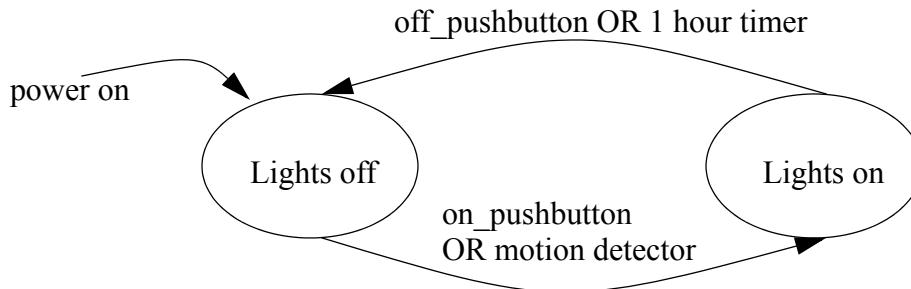 off_pushbutton OR 1 hour timer
power on
Lights off
Lights on
on_pushbutton
OR motion detector